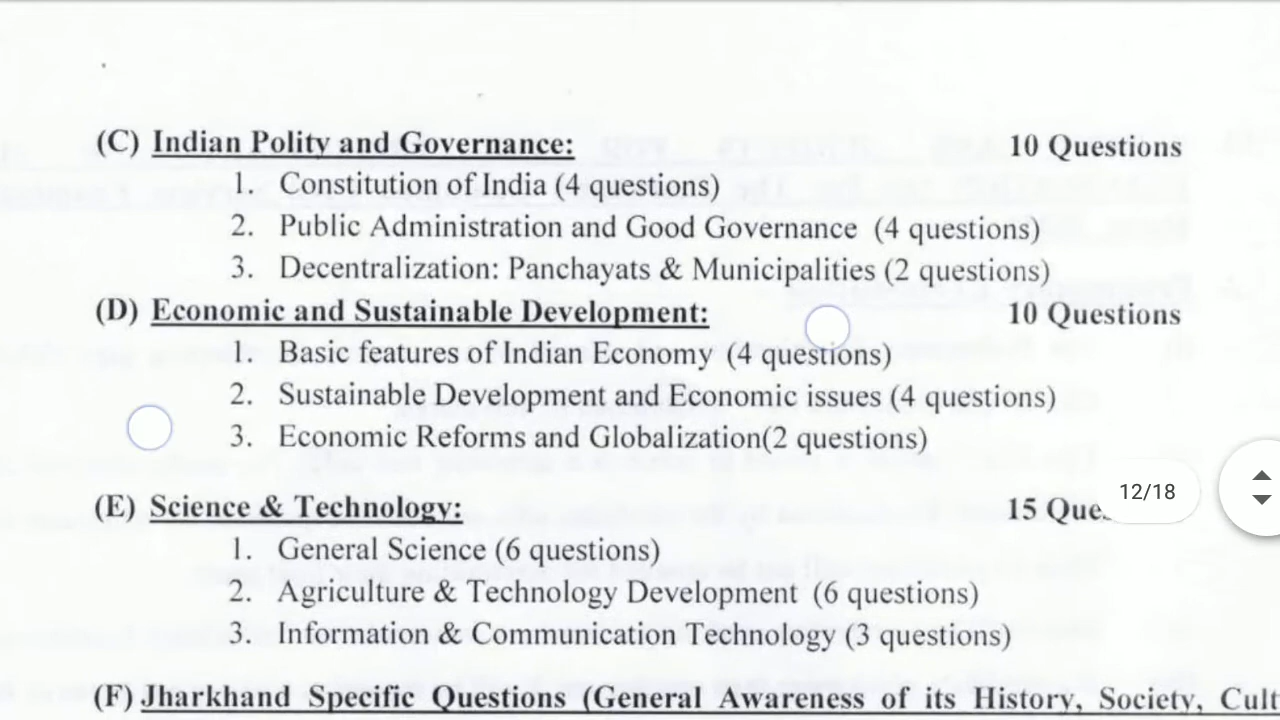 (C) Indian Polity and Governance: 10 Questions
1. Constitution of India (4 questions)
2. Public Administration and Good Governance (4 questions)
3. Decentralization: Panchayats & Municipalities (2 questions)
(D) Economic and Sustainable Development: 10 Questions
1. Basic features of Indian Economy (4 questions)
2. Sustainable Development and Economic issues (4 questions)
3. Economic Reforms and Globalization(2 questions)
(E) Science & Technology: 15 Que
12/18
1. General Science (6 questions)
2. Agriculture & Technology Development (6 questions)
3. Information & Communication Technology (3 questions)
(F) Jharkhand Specific Questions (General Awareness of its History, Society, Cult